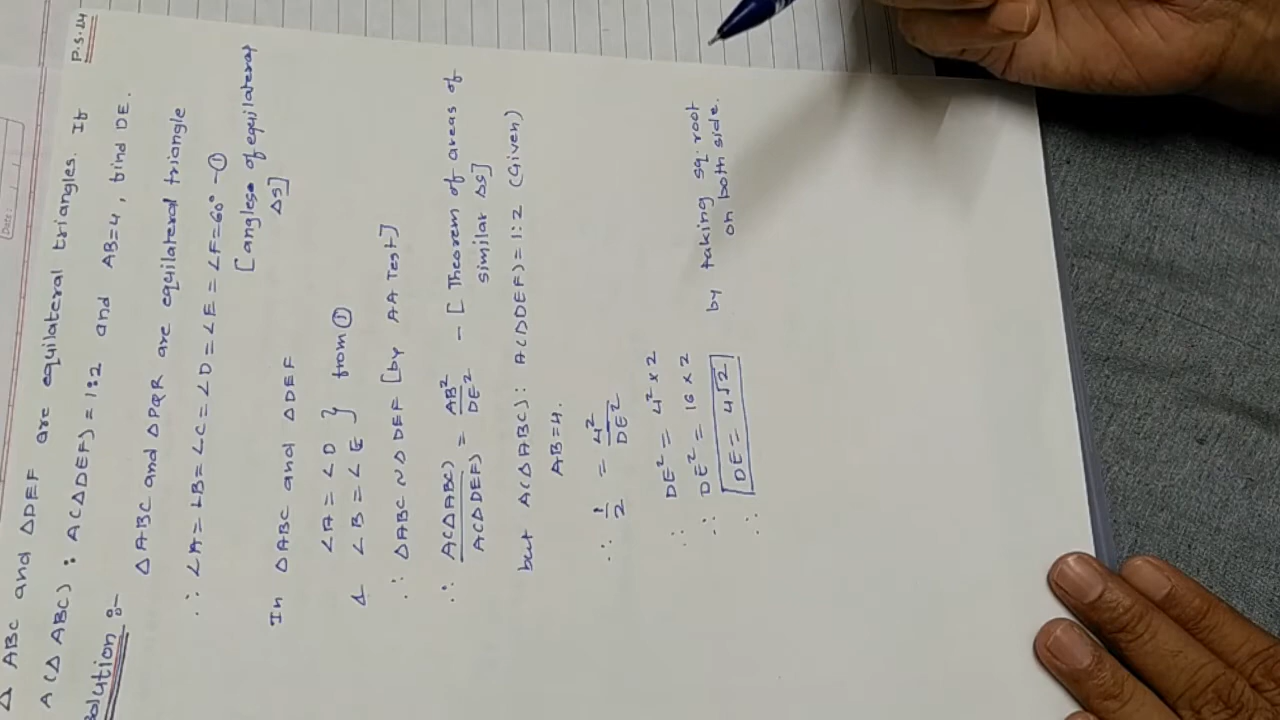 P.S.24
Δ ABC and ΔDEF are equilateral triangles. If
A(Δ ABC) : A(ΔDEF) = 1:2 and AB=4, find DE.
Solution :-
ΔABC and ΔPQR are equilateral triangle
∴ ∠A = ∠B = ∠C = ∠D = ∠E = ∠F = 60° -①
[angles of equilateral
Δs]
In ΔABC and ΔDEF
∠A = ∠D
& ∠B = ∠E } from ①
∴ ΔABC ~ ΔDEF [by AA Test]
∴ A(ΔABC)/A(ΔDEF) = AB²/DE² - [Theorem of areas of
similar Δs]
but A(ΔABC) : A(ΔDEF) = 1:2 (Given)
AB=4.
∴ 1/2 = 4²/DE²
∴ DE² = 4² x 2
∴ DE² = 16 x 2
∴ DE = 4√2 by taking sq. root
on both side.